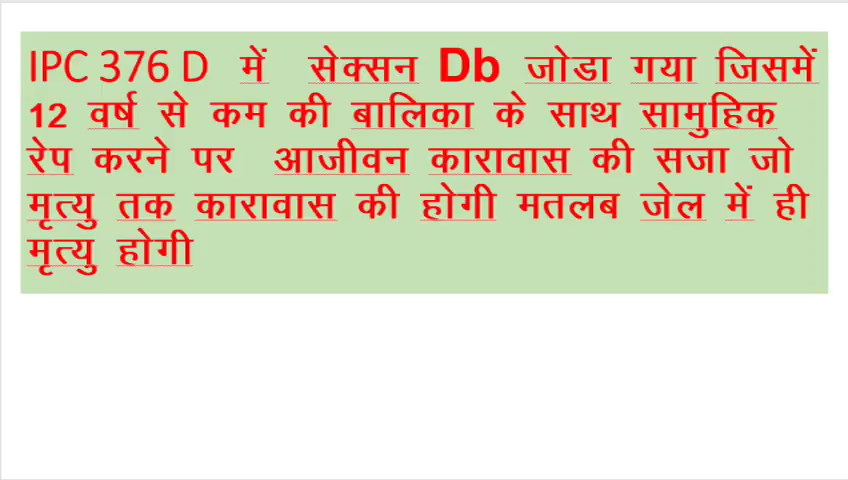 IPC 376 D में सेक्सन Db जोडा गया जिसमें
12 वर्ष से कम की बालिका के साथ सामुहिक
रेप करने पर आजीवन कारावास की सजा जो
मृत्यु तक कारावास की होगी मतलब जेल में ही
मृत्यु होगी